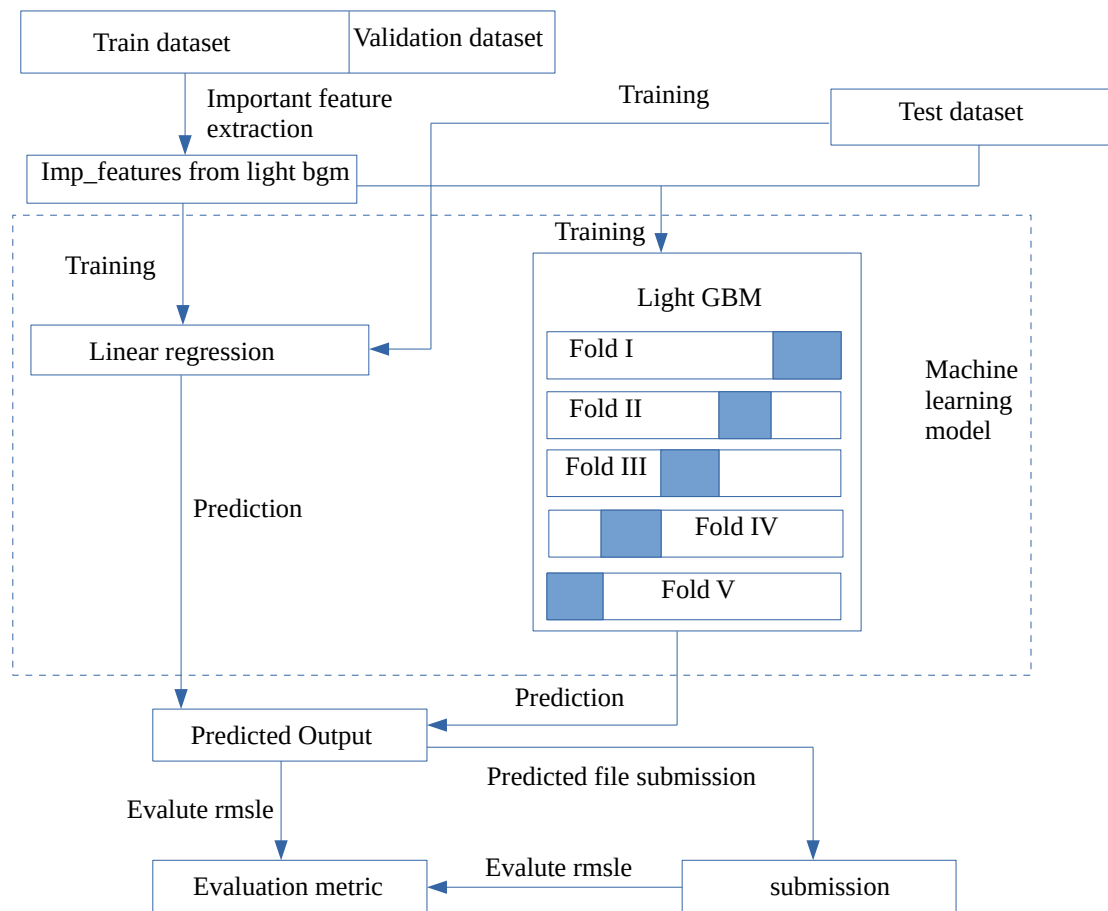 Train dataset
Validation dataset
Important feature
extraction
Training
Test dataset
Imp_features from light bgm
Training
Training
Light GBM
Linear regression
Fold I
Fold II
Fold III
Fold IV
Fold V
Machine
learning
model
Prediction
Prediction
Predicted Output
Predicted file submission
Evalute rmsle
Evalute rmsle
Evaluation metric
submission